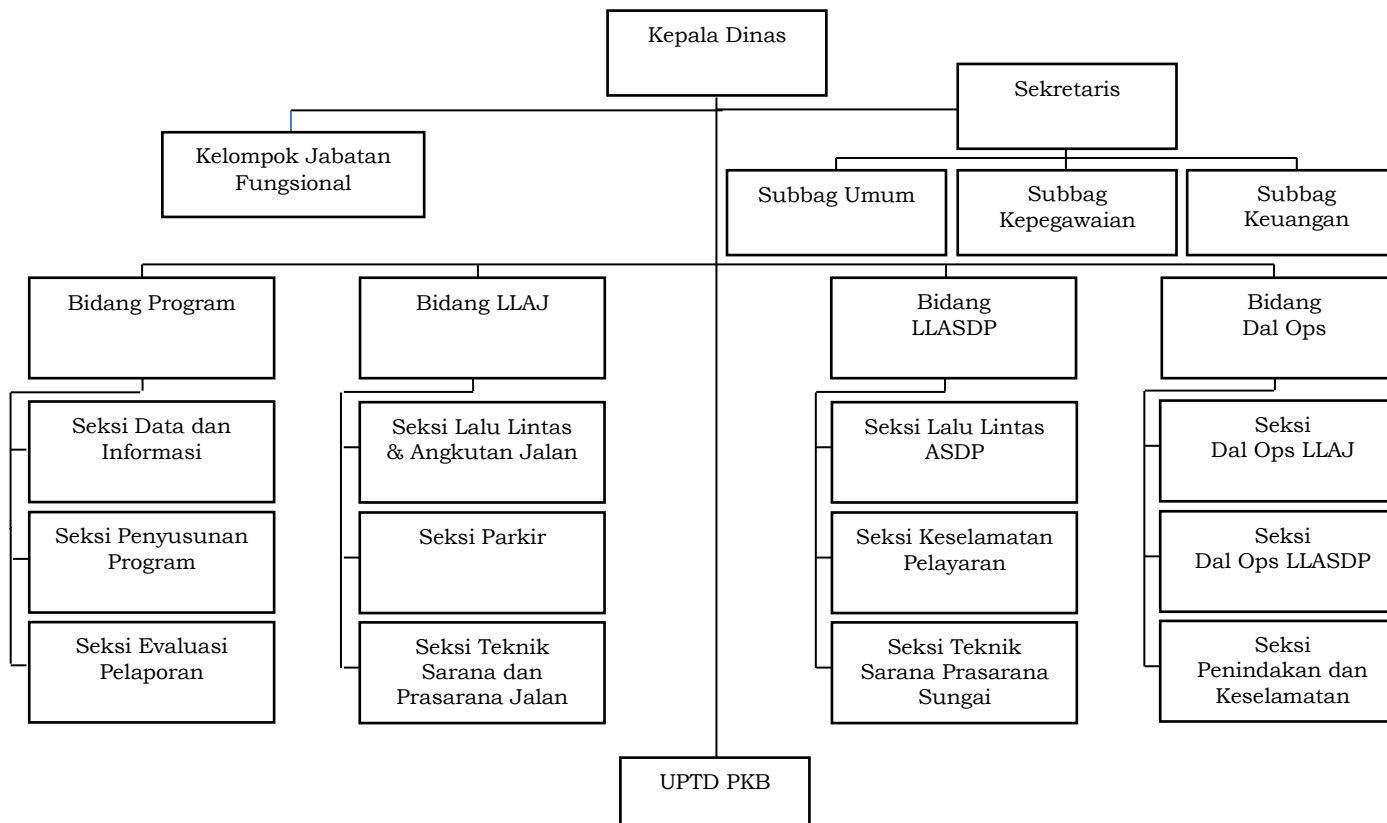 Kepala Dinas
Sekretaris
Kelompok Jabatan
Fungsional
Subbag Umum
Subbag
Kepegawaian
Subbag
Keuangan
Bidang Program
Bidang LLAJ
Bidang
LLASDP
Bidang
Dal Ops
Seksi Data dan
Informasi
Seksi Lalu Lintas
& Angkutan Jalan
Seksi Lalu Lintas
ASDP
Seksi
Dal Ops LLAJ
Seksi Penyusunan
Program
Seksi Parkir
Seksi Keselamatan
Pelayaran
Seksi
Dal Ops LLASDP
Seksi Evaluasi
Pelaporan
Seksi Teknik
Sarana dan
Prasarana Jalan
Seksi Teknik
Sarana Prasarana
Sungai
Seksi
Penindakan dan
Keselamatan
UPTD PKB